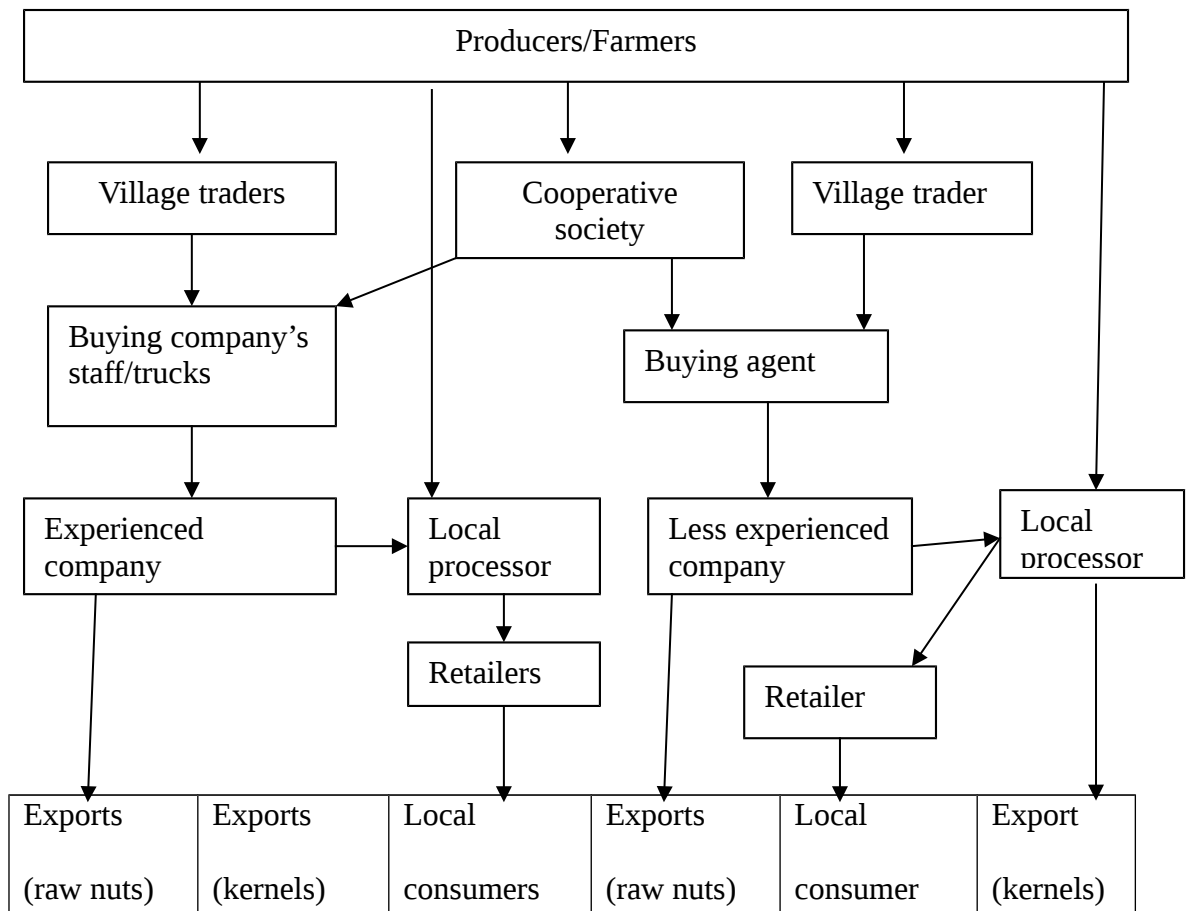 Producers/Farmers
Village traders
Cooperative
society
Village trader
Buying company’s
staff/trucks
Buying agent
Experienced
company
Local
processor
Less experienced
company
Local
processor
Retailers
Retailer
Exports
(raw nuts)
Exports
(kernels)
Local
consumers
Exports
(raw nuts)
Local
consumer
Export
(kernels)